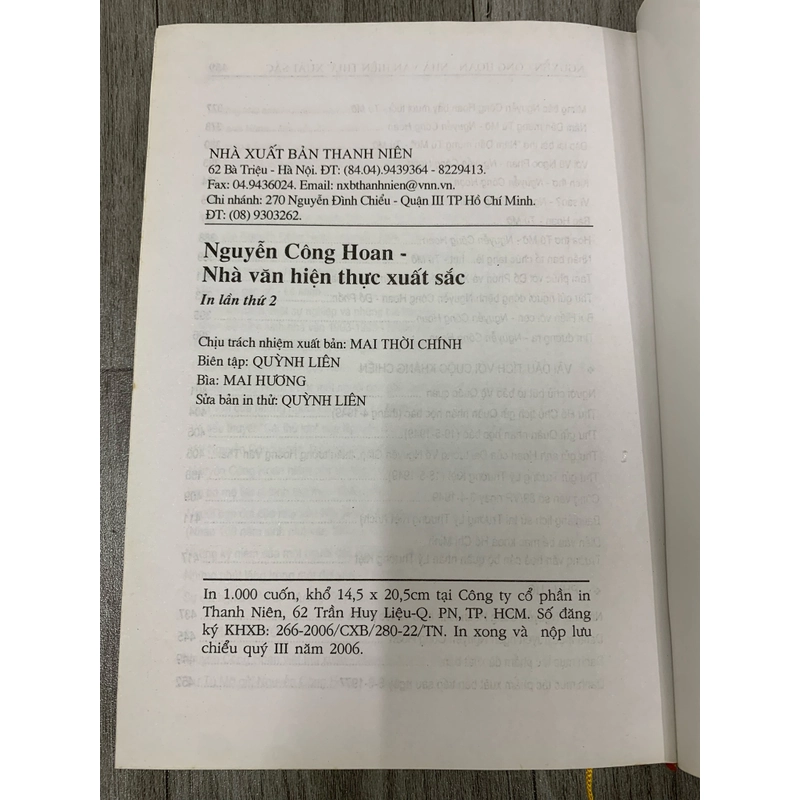 NHÀ XUẤT BẢN THANH NIÊN
62 Bà Triệu - Hà Nội. ĐT: (84.04).9439364 - 8229413.
Fax: 04.9436024. Email: nxbthanhnien@vnn.vn.
Chi nhánh: 270 Nguyễn Đình Chiểu - Quận III TP Hồ Chí Minh.
ĐT: (08) 9303262.
Nguyễn Công Hoan -
Nhà văn hiện thực xuất sắc
In lần thứ 2
Chịu trách nhiệm xuất bản: MAI THỜI CHÍNH
Biên tập: QUỲNH LIÊN
Bìa: MAI HƯƠNG
Sửa bản in thử: QUỲNH LIÊN
In 1.000 cuốn, khổ 14,5 x 20,5cm tại Công ty cổ phần in
Thanh Niên, 62 Trần Huy Liệu-Q. PN, TP. HCM. Số đăng
ký KHXB: 266-2006/CXB/280-22/TN. In xong và nộp lưu
chiểu quý III năm 2006.